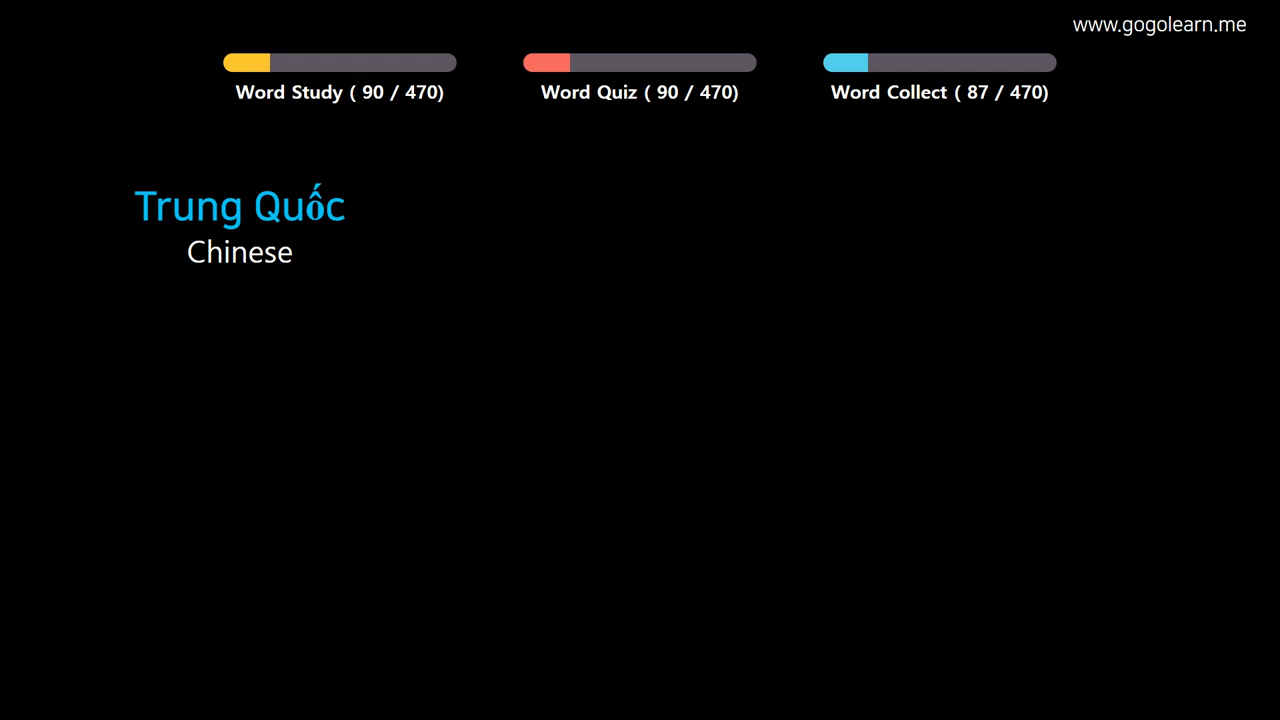 www.gogolearn.me
Word Study ( 90 / 470)
Word Quiz ( 90 / 470)
Word Collect ( 87 / 470)
Trung Quốc
Chinese